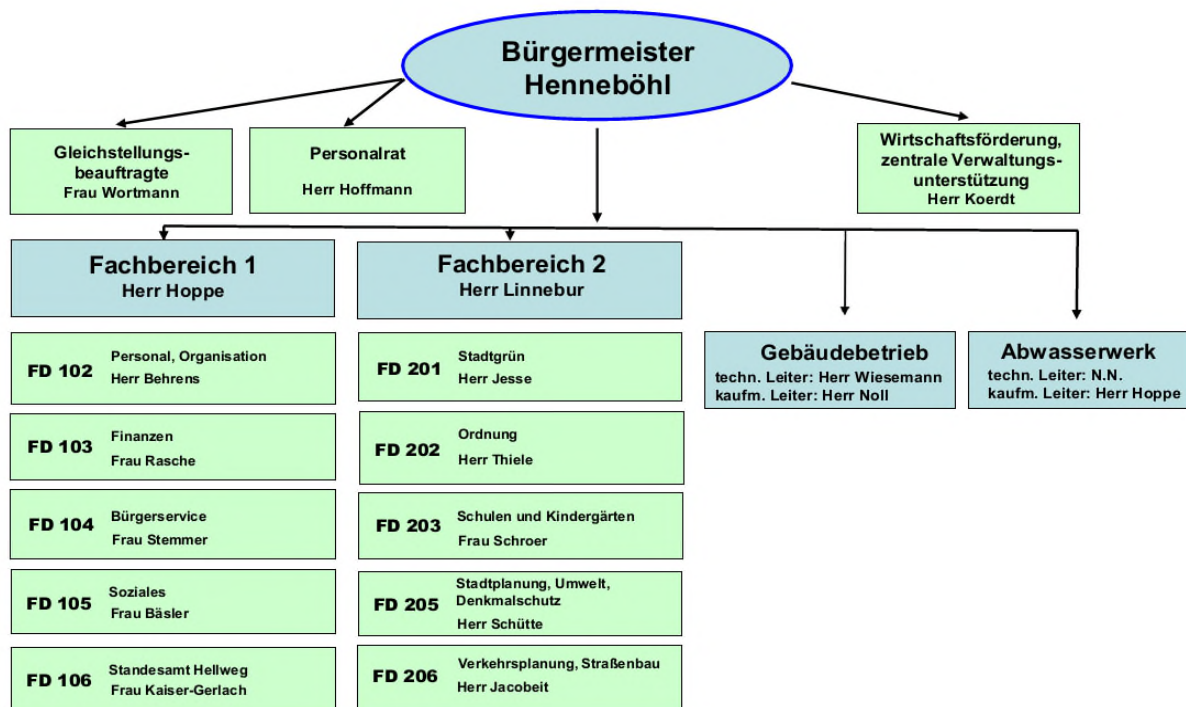 Bürgermeister
Henneböhl
Gleichstellungs-
beauftragte
Frau Wortmann
Personalrat
Herr Hoffmann
Wirtschaftsförderung,
zentrale Verwaltungs-
unterstützung
Herr Koerdt
Fachbereich 1
Herr Hoppe
FD 102
Personal, Organisation
Herr Behrens
FD 103
Finanzen
Frau Rasche
FD 104
Bürgerservice
Frau Stemmer
FD 105
Soziales
Frau Bäsler
FD 106
Standesamt Hellweg
Frau Kaiser-Gerlach
Fachbereich 2
Herr Linnebur
FD 201
Stadtgrün
Herr Jesse
FD 202
Ordnung
Herr Thiele
FD 203
Schulen und Kindergärten
Frau Schroer
FD 205
Stadtplanung, Umwelt,
Denkmalschutz
Herr Schütte
FD 206
Verkehrsplanung, Straßenbau
Herr Jacobeit
Gebäudebetrieb
techn. Leiter: Herr Wiesemann
kaufm. Leiter: Herr Noll
Abwasserwerk
techn. Leiter: N.N.
kaufm. Leiter: Herr Hoppe